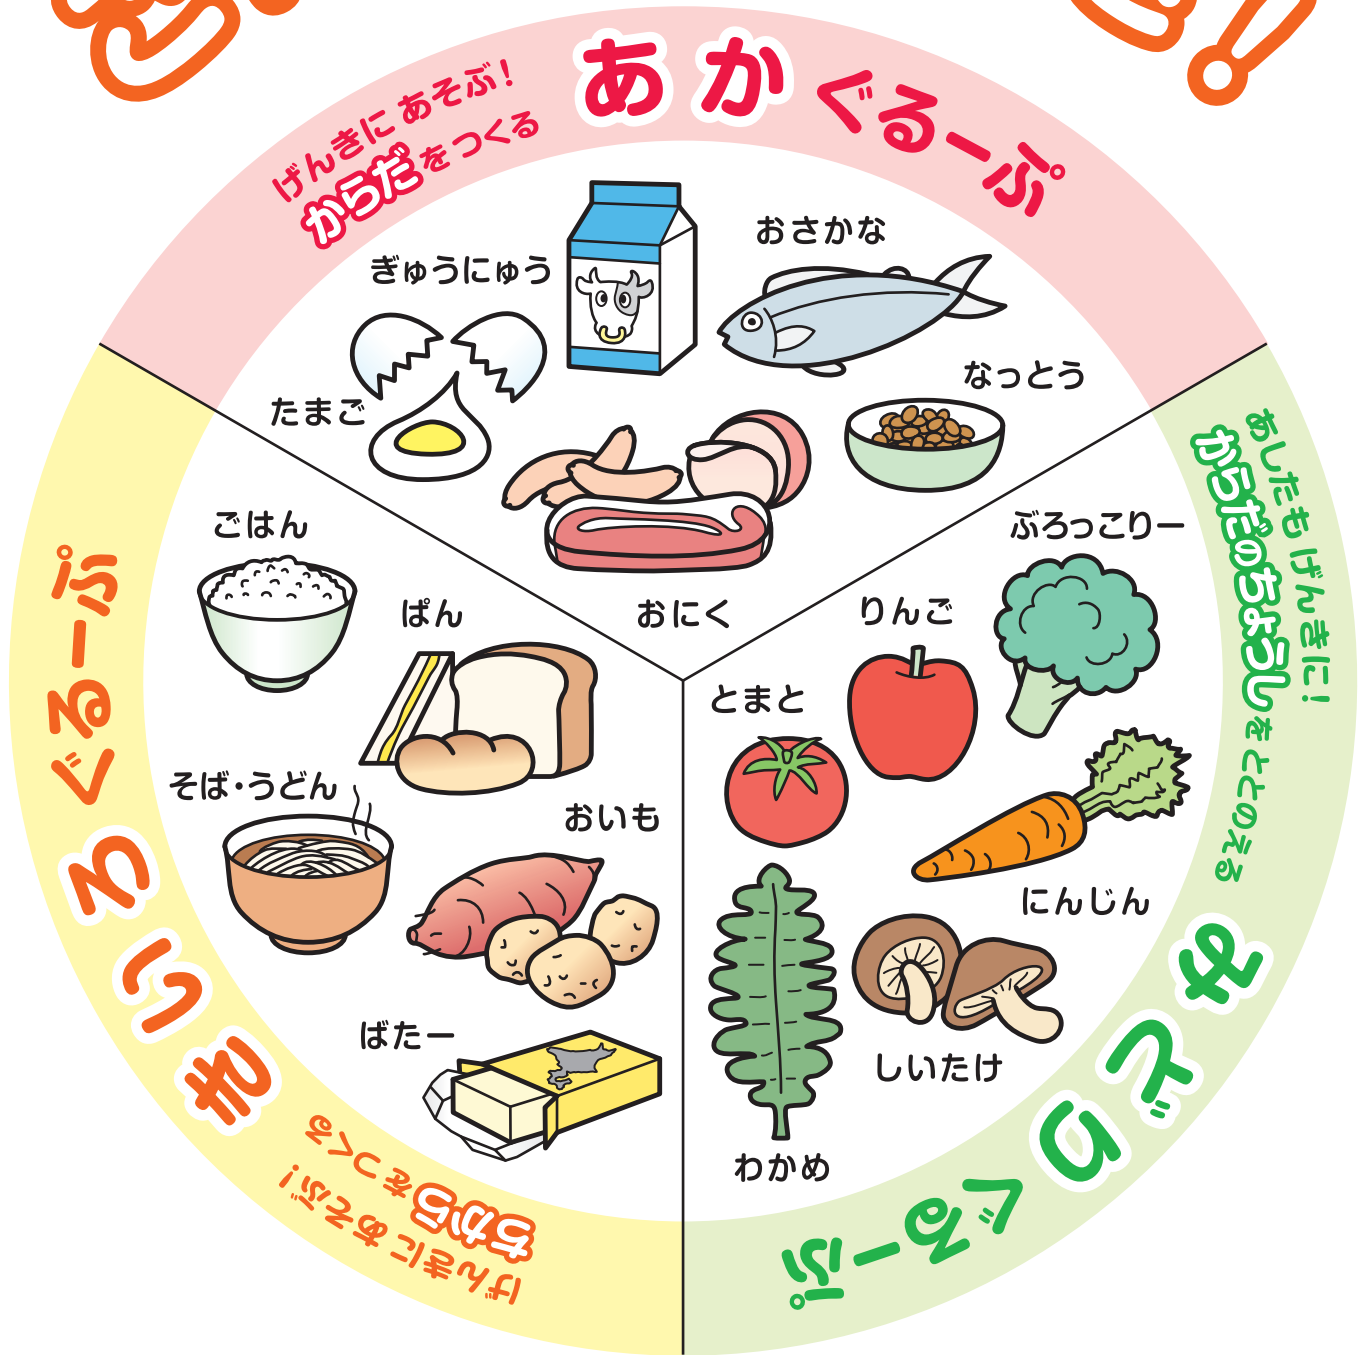 げんきに あそぶ!
からだをつくる
あかぐるーぷ
ぎゅうにゅう
おさかな
たまご
なっとう
おにく
きいろぐるーぷ
げんきに あそぶ!
ちからをつくる
ごはん
ぱん
そば・うどん
おいも
ばたー
あしたも げんきに!
からだのちょうしを ととのえる
みどりぐるーぷ
ぶろっこりー
りんご
とまと
にんじん
しいたけ
わかめ